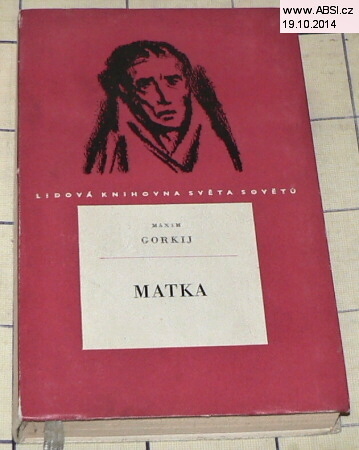 www.ABSI.cz
19.10.2014
LIDOVÁ KNIHOVNA SVĚTA SOVĚTŮ
MAXIM
GORKIJ
MATKA